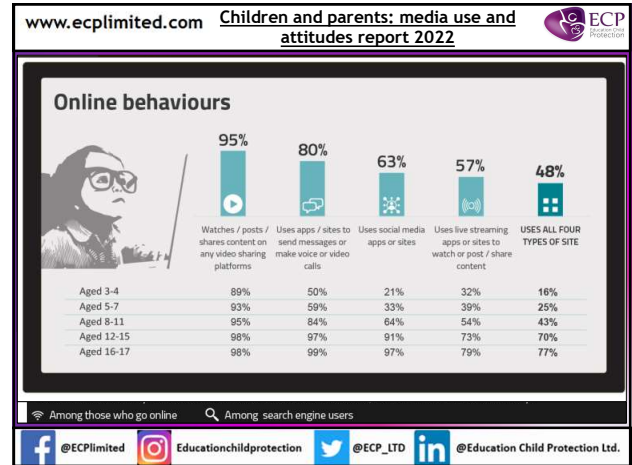 www.ecplimited.com
Children and parents: media use and
attitudes report 2022
ECP
Education Child
Protection
Online behaviours
95%
80%
63%
57%
48%
Watches / posts /
shares content on
any video sharing
platforms
Uses apps / sites to
send messages or
make voice or video
calls
Uses social media
apps or sites
Uses live streaming
apps or sites to
watch or post / share
content
USES ALL FOUR
TYPES OF SITE
Aged 3-4 89% 50% 21% 32% 16%
Aged 5-7 93% 59% 33% 39% 25%
Aged 8-11 95% 84% 64% 54% 43%
Aged 12-15 98% 97% 91% 73% 70%
Aged 16-17 98% 99% 97% 79% 77%
Among those who go online Among search engine users
@ECPlimited Educationchildprotection @ECP_LTD in @Education Child Protection Ltd.